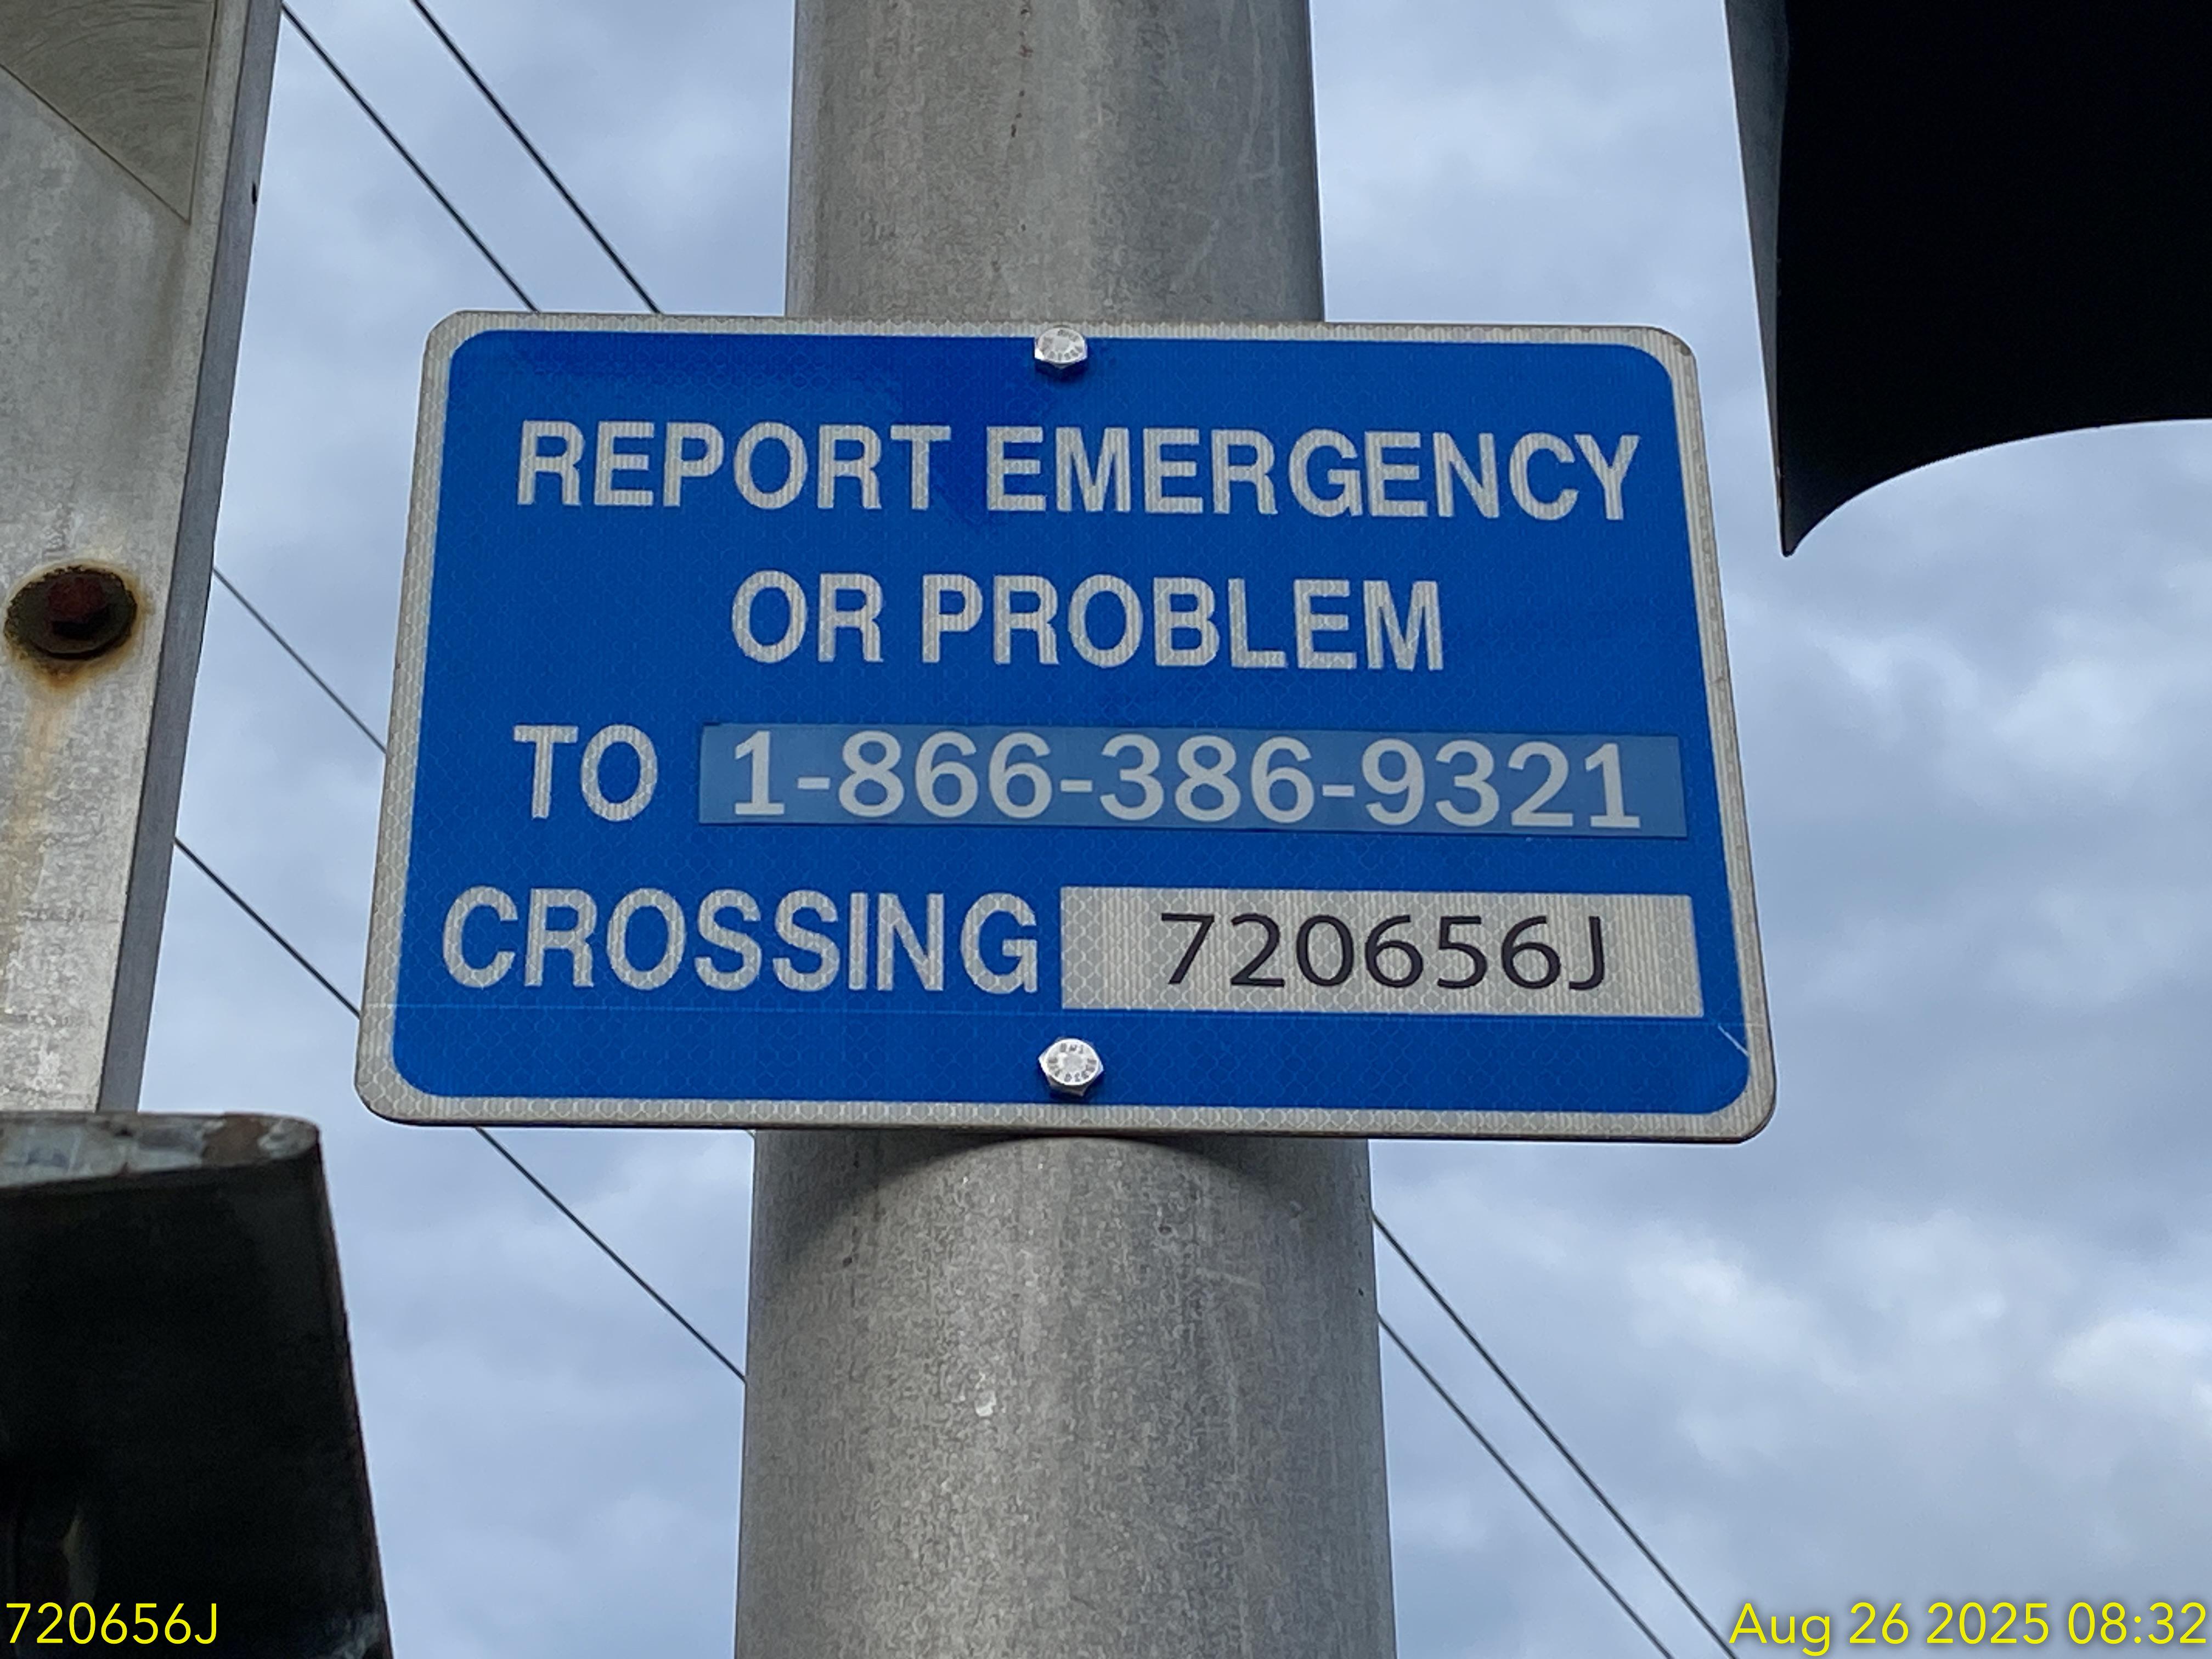 REPORT EMERGENCY
OR PROBLEM
TO 1-866-386-9321
CROSSING 720656J
720656J
Aug 26 2025 08:32